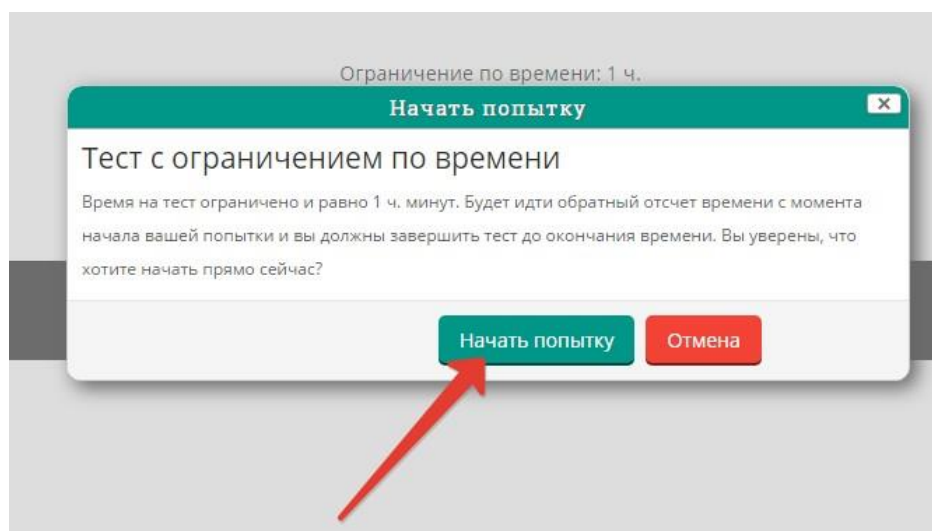 Ограничение по времени: 1 ч.
Начать попытку
Тест с ограничением по времени
Время на тест ограничено и равно 1 ч. минут. Будет идти обратный отсчет времени с момента
начала вашей попытки и вы должны завершить тест до окончания времени. Вы уверены, что
хотите начать прямо сейчас?
Начать попытку Отмена